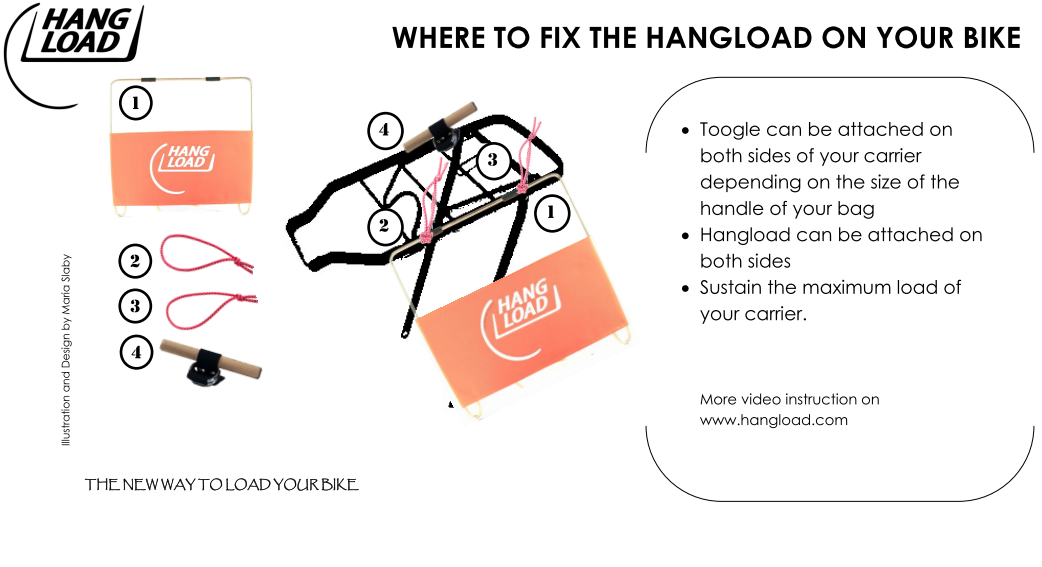 HANG
LOAD
WHERE TO FIX THE HANGLOAD ON YOUR BIKE
1
HANG
LOAD
2
3
4
4
3
2
1
HANG
LOAD
Toogle can be attached on
both sides of your carrier
depending on the size of the
handle of your bag
Hangload can be attached on
both sides
Sustain the maximum load of
your carrier.
More video instruction on
www.hangload.com
Illustration and Design by Maria Slaby
THE NEW WAY TO LOAD YOUR BIKE